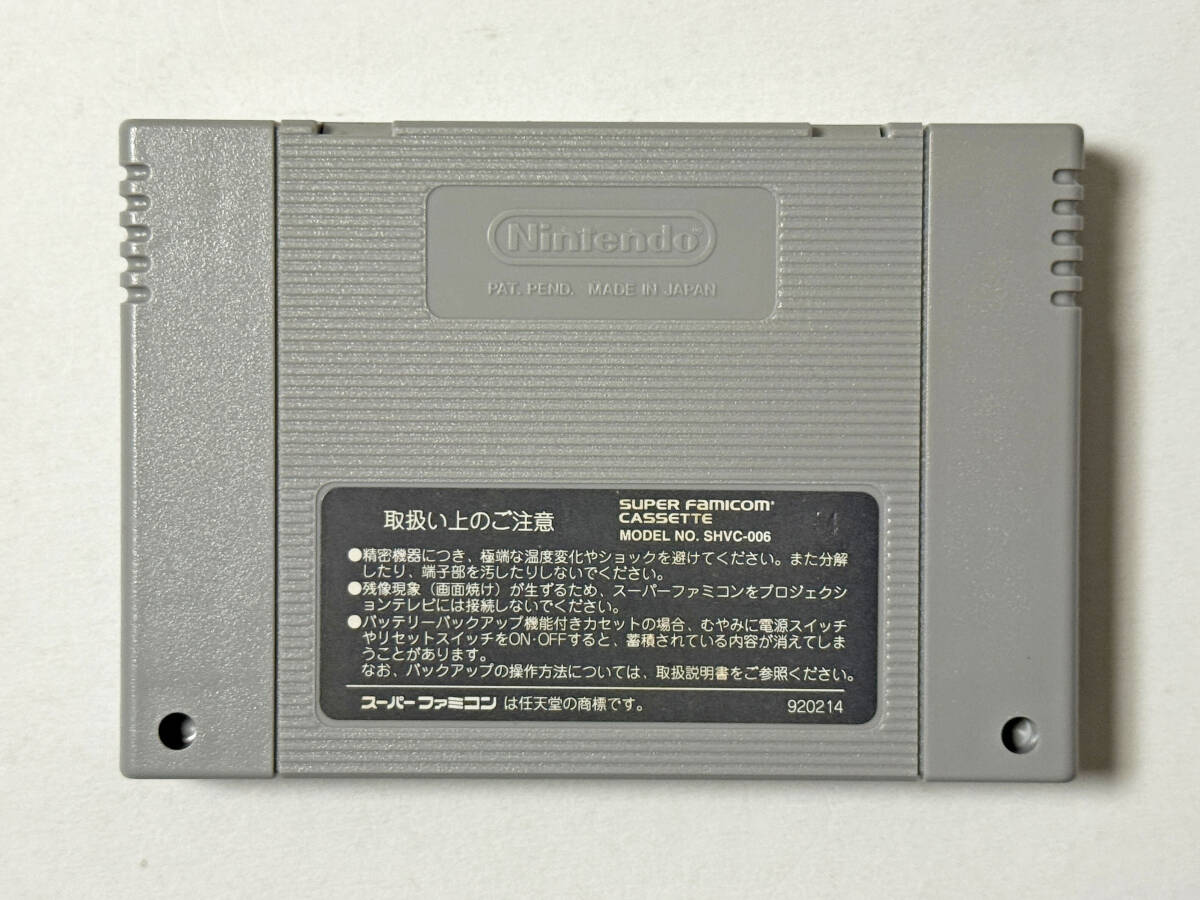 Nintendo
PAT. PEND. MADE IN JAPAN
取扱い上のご注意
SUPER FAMICOM
CASSETTE
MODEL NO. SHVC-006
●精密機器につき、極端な温度変化やショックを避けてください。また分解
したり、端子部を汚したりしないでください。
●残像現象（画面焼け）が生ずるため、スーパーファミコンをプロジェクシ
ョンテレビには接続しないでください。
●バッテリーバックアップ機能付きカセットの場合、むやみに電源スイッチ
やリセットスイッチをON·OFFすると、蓄積されている内容が消えてしま
うことがあります。
なお、バックアップの操作方法については、取扱説明書をご参照ください。
スーパーファミコン は任天堂の商標です。
920214